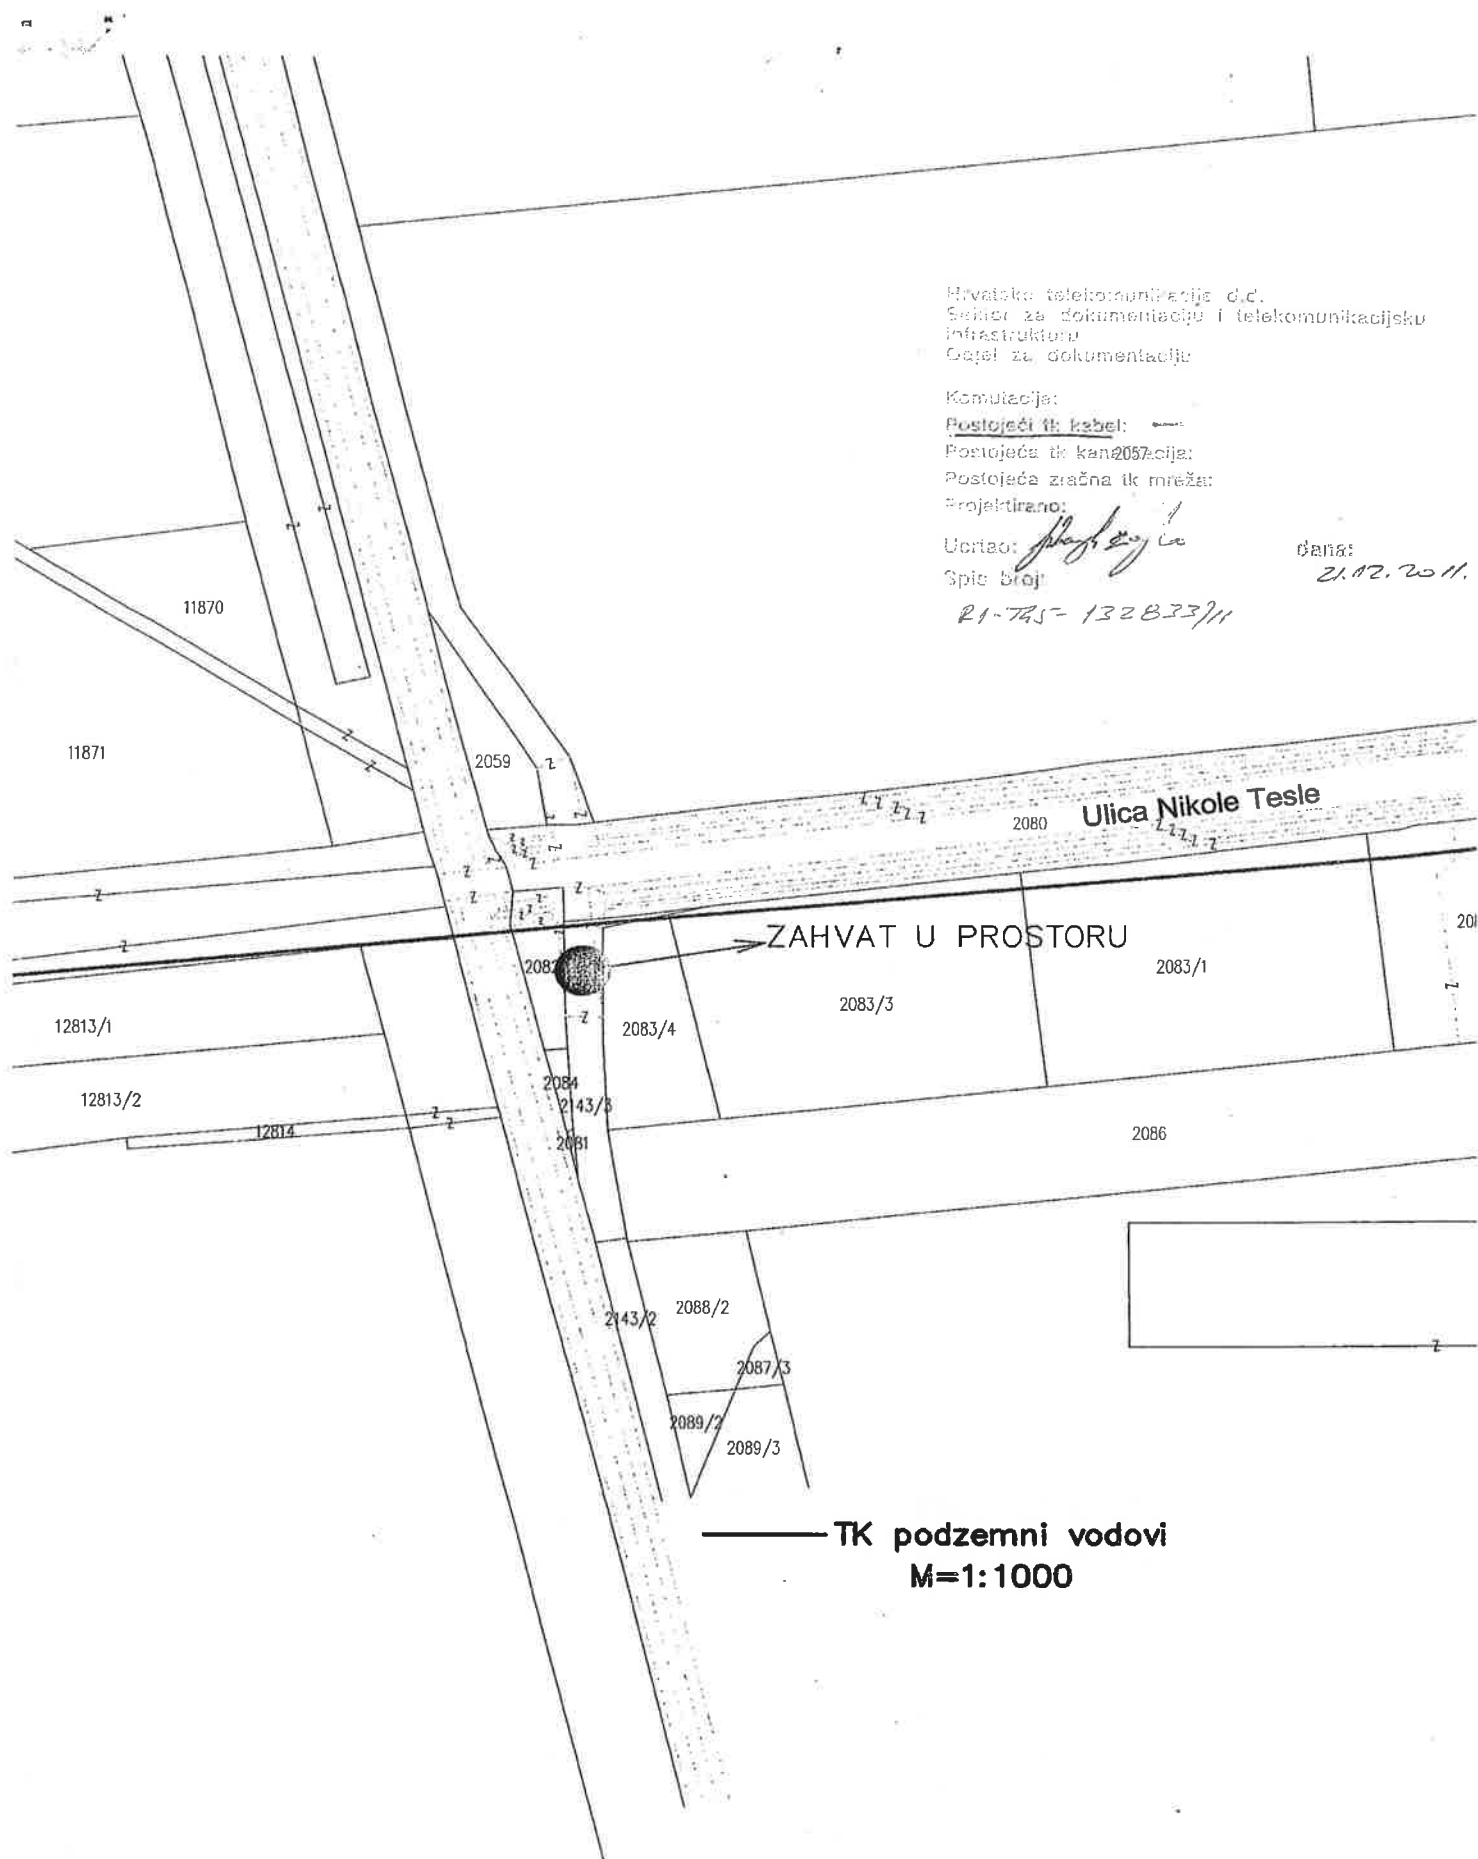 Hrvatske telekomunikacije d.d.
Sektor za dokumentaciju i telekomunikacijsku
infrastrukturu
Odjel za dokumentaciju
Komutacija:
Postojeći tk kabel:
Postojeća tk kanalizacija:
2057
Postojeća zračna tk mreža:
Projektirano:
Ucrtao:
dana:
21.12.2011.
Spis broj:
132833/11
11870
11871
2059
Ulica Nikole Tesle
2080
ZAHVAT U PROSTORU
2083/1
2083/3
2083/4
12813/1
12813/2
12814
2084
2143/3
2081
2086
2143/2
2088/2
2087/3
2089/2
2089/3
TK podzemni vodovi
M=1:1000